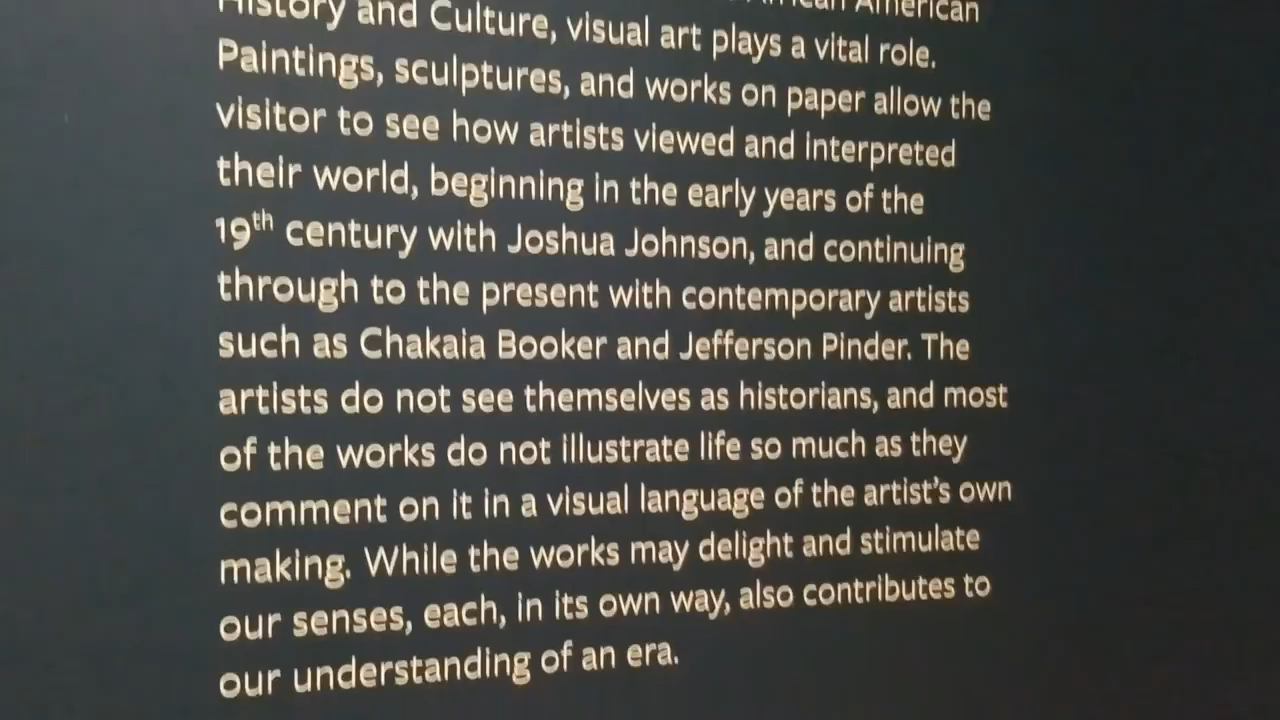 African American
History and Culture, visual art plays a vital role.
Paintings, sculptures, and works on paper allow the
visitor to see how artists viewed and interpreted
their world, beginning in the early years of the
19th century with Joshua Johnson, and continuing
through to the present with contemporary artists
such as Chakaia Booker and Jefferson Pinder. The
artists do not see themselves as historians, and most
of the works do not illustrate life so much as they
comment on it in a visual language of the artist's own
making. While the works may delight and stimulate
our senses, each, in its own way, also contributes to
our understanding of an era.